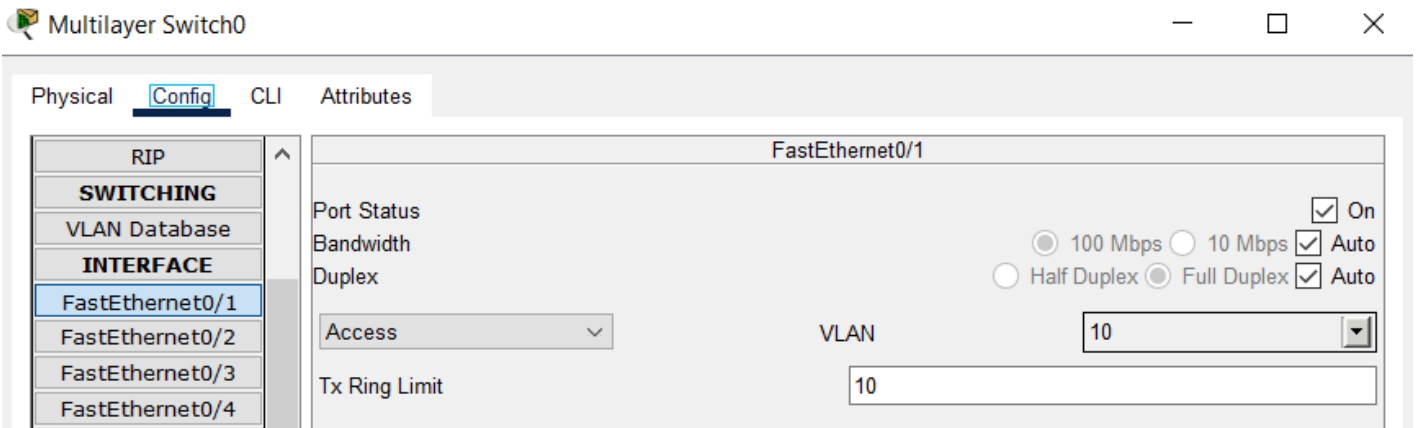 Multilayer Switch0
Physical Config CLI Attributes
RIP
SWITCHING
VLAN Database
INTERFACE
FastEthernet0/1
FastEthernet0/2
FastEthernet0/3
FastEthernet0/4
FastEthernet0/1
Port Status On
Bandwidth 100 Mbps 10 Mbps Auto
Duplex Half Duplex Full Duplex Auto
Access VLAN 10
Tx Ring Limit 10